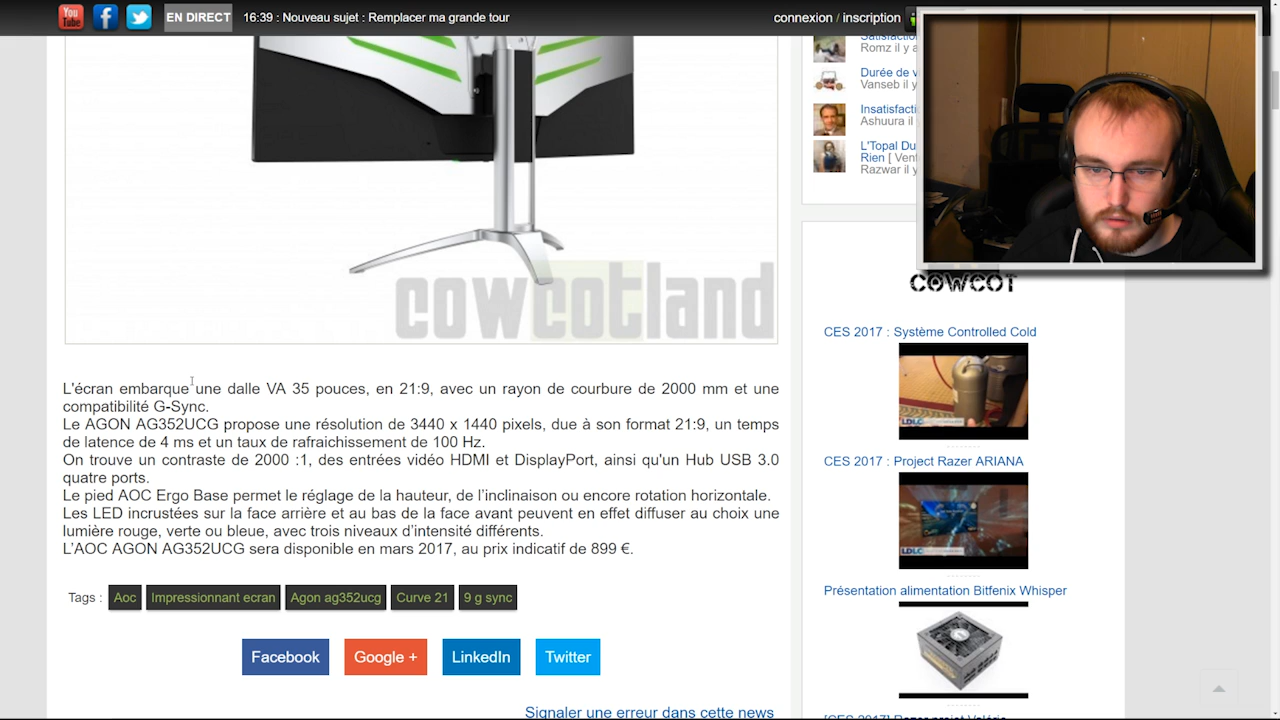 You
Tube
EN DIRECT
16:39 : Nouveau sujet : Remplacer ma grande tour
connexion / inscription
cowcotland
L'écran embarque une dalle VA 35 pouces, en 21:9, avec un rayon de courbure de 2000 mm et une
compatibilité G-Sync.
Le AGON AG352UCG propose une résolution de 3440 x 1440 pixels, due à son format 21:9, un temps
de latence de 4 ms et un taux de rafraichissement de 100 Hz.
On trouve un contraste de 2000 :1, des entrées vidéo HDMI et DisplayPort, ainsi qu'un Hub USB 3.0
quatre ports.
Le pied AOC Ergo Base permet le réglage de la hauteur, de l'inclinaison ou encore rotation horizontale.
Les LED incrustées sur la face arrière et au bas de la face avant peuvent en effet diffuser au choix une
lumière rouge, verte ou bleue, avec trois niveaux d'intensité différents.
L'AOC AGON AG352UCG sera disponible en mars 2017, au prix indicatif de 899 €.
Tags : Aoc Impressionnant ecran Agon ag352ucg Curve 21 9 g sync
Facebook Google + LinkedIn Twitter
Signaler une erreur dans cette news
Romz il y a
Durée de v
Vanseb il y
Insatisfacti
Ashuura il
L'Topal Du
Rien [ Vent
Razwar il y
COWCOT
CES 2017 : Système Controlled Cold
LDLC
CES 2017 : Project Razer ARIANA
LDLC
Présentation alimentation Bitfenix Whisper